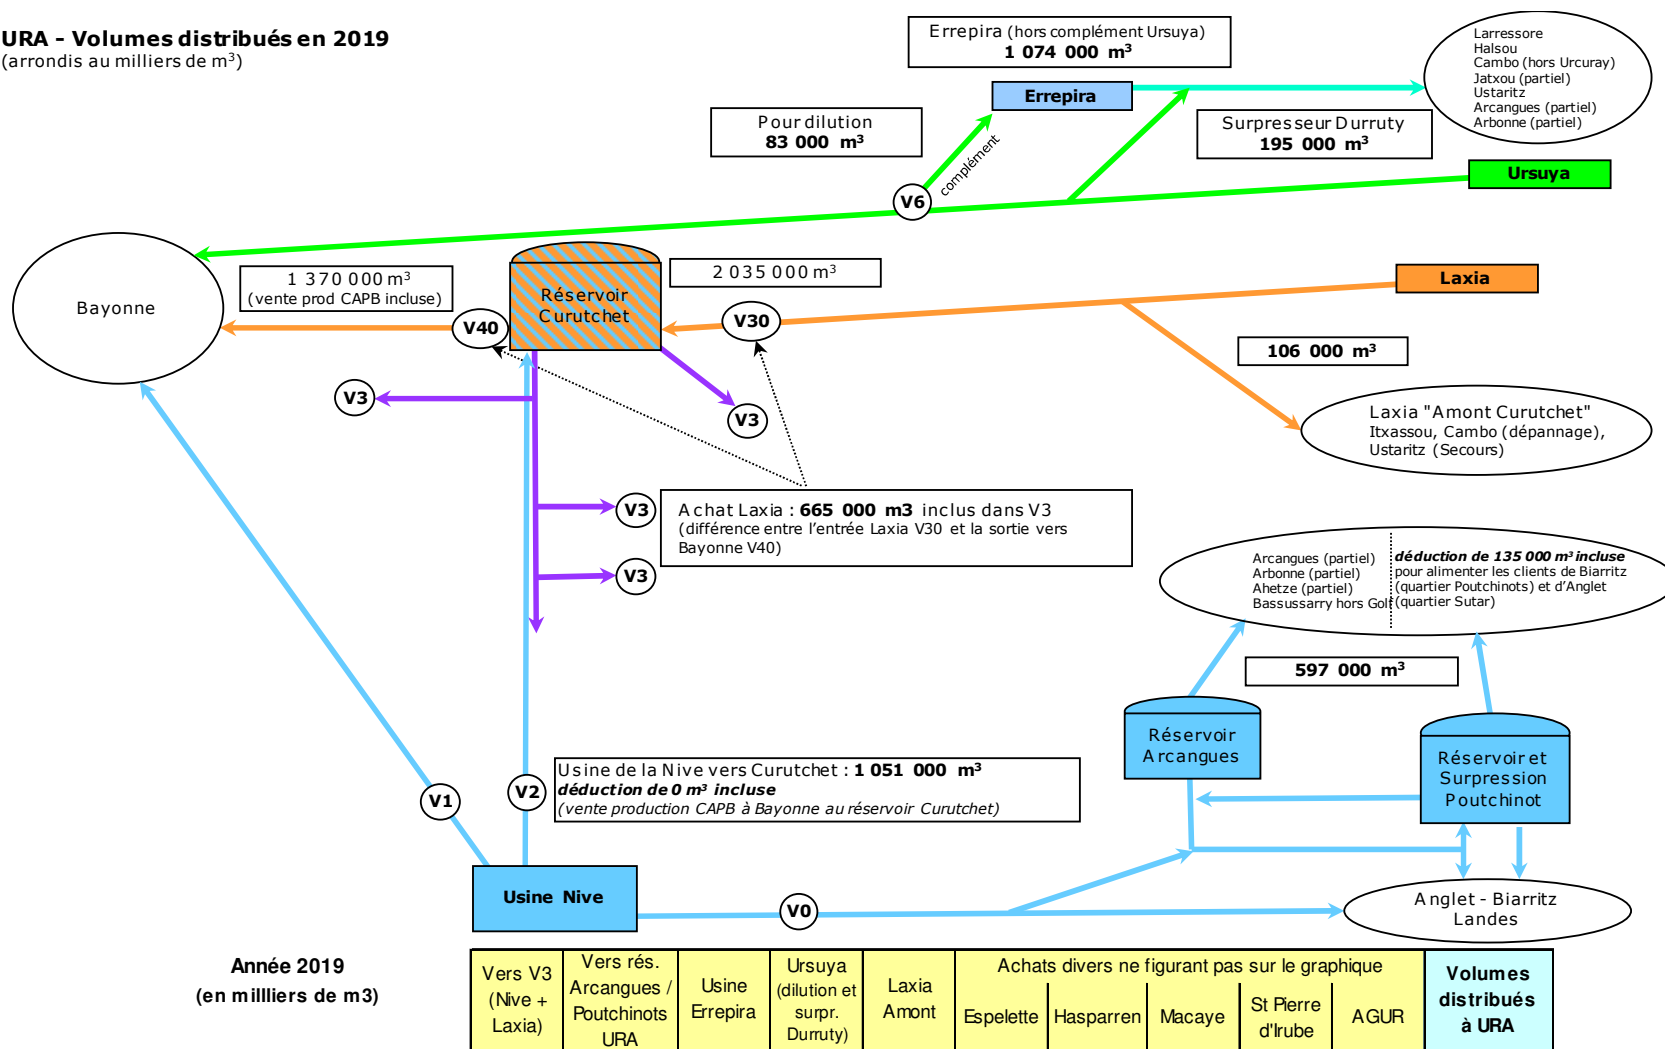 URA - Volumes distribués en 2019
(arrondis au milliers de m³)
Errepira (hors complément Ursuya)
1 074 000 m³
Larressore
Halsou
Cambo (hors Urcuray)
Jatxou (partiel)
Ustaritz
Arcangues (partiel)
Arbonne (partiel)
Errepira
Pour dilution
83 000 m³
complément
Surpresseur Durruty
195 000 m³
Ursuya
V6
Bayonne
1 370 000 m³
(vente prod CAPB incluse)
V40
Réservoir
Curutchet
2 035 000 m³
V30
Laxia
106 000 m³
V3
V3
Laxia "Amont Curutchet"
Itxassou, Cambo (dépannage),
Ustaritz (Secours)
V3
Achat Laxia : 665 000 m3 inclus dans V3
(différence entre l'entrée Laxia V30 et la sortie vers
Bayonne V40)
V3
Arcangues (partiel)
Arbonne (partiel)
Ahetze (partiel)
Bassussarry hors Golf
déduction de 135 000 m³ incluse
pour alimenter les clients de Biarritz
(quartier Poutchinots) et d'Anglet
(quartier Sutar)
597 000 m³
Réservoir
Arcangues
Réservoir et
Surpression
Poutchinot
V1
V2
Usine de la Nive vers Curutchet : 1 051 000 m³
déduction de 0 m³ incluse
(vente production CAPB à Bayonne au réservoir Curutchet)
Usine Nive
V0
Anglet - Biarritz
Landes
Année 2019
(en millliers de m3)
Vers V3
(Nive +
Laxia)
Vers rés.
Arcangues /
Poutchinots
URA
Usine
Errepira
Ursuya
(dilution et
surpr.
Durruty)
Laxia
Amont
Achats divers ne figurant pas sur le graphique
Espelette
Hasparren
Macaye
St Pierre
d'Irube
AGUR
Volumes
distribués
à URA